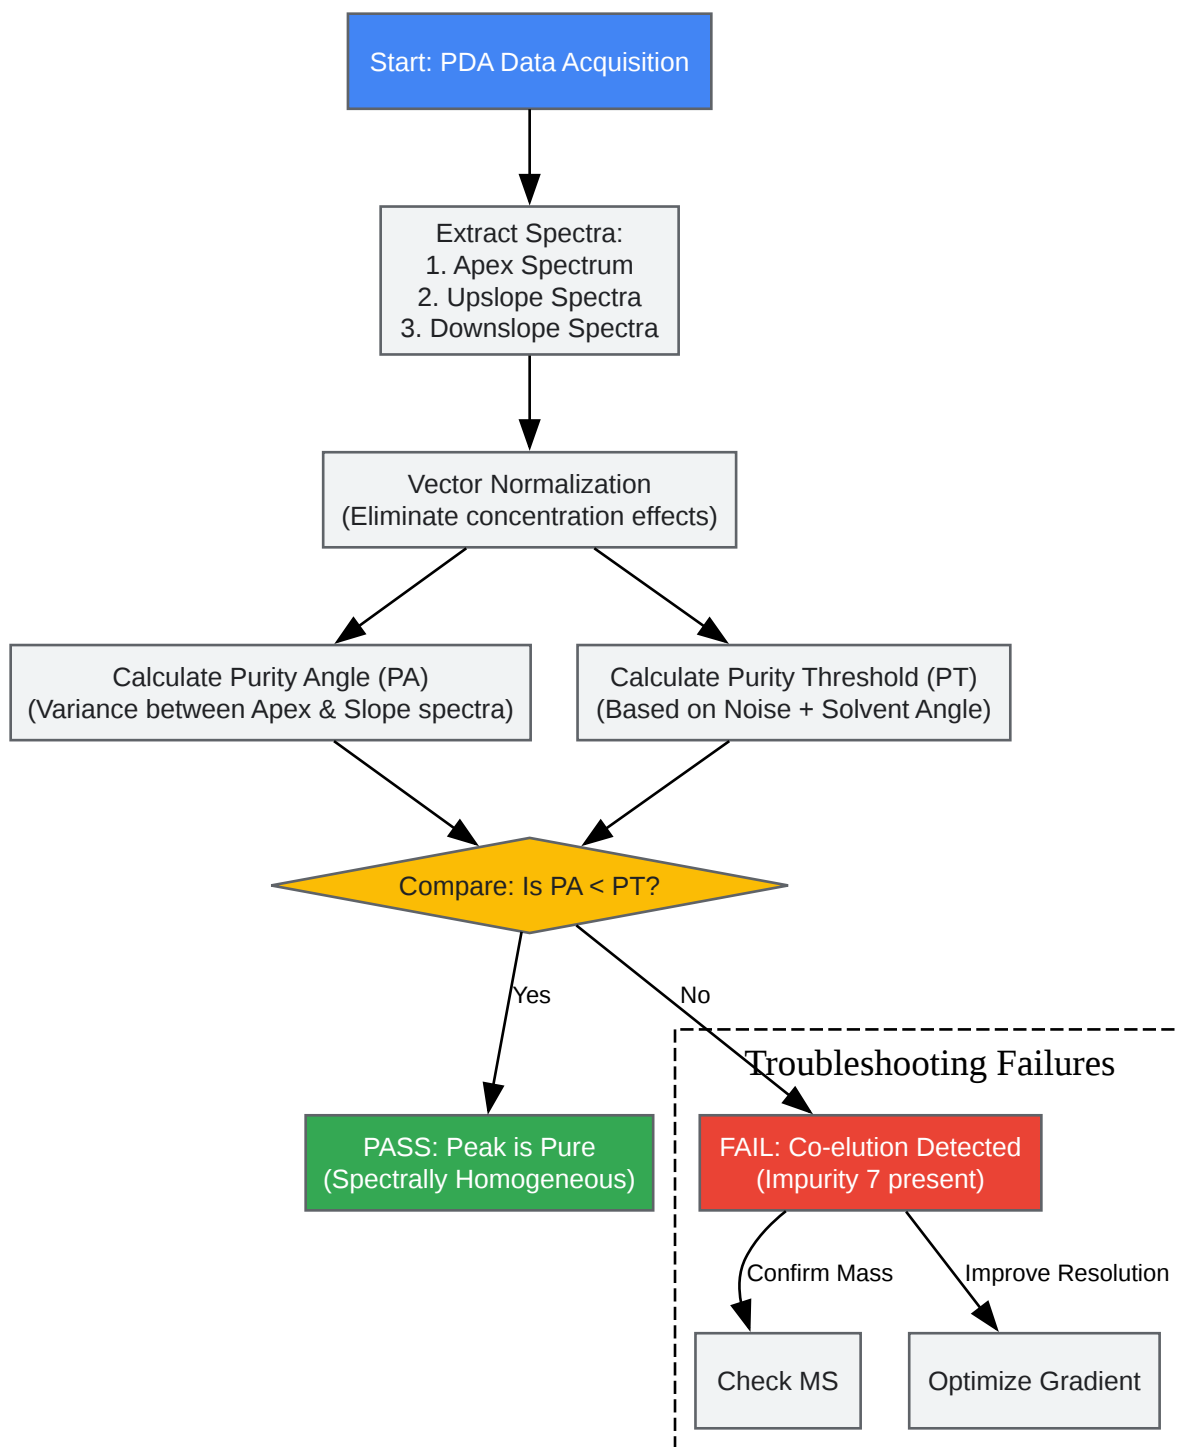 Start: PDA Data Acquisition
Extract Spectra:
1. Apex Spectrum
2. Upslope Spectra
3. Downslope Spectra
Vector Normalization
(Eliminate concentration effects)
Calculate Purity Angle (PA)
(Variance between Apex & Slope spectra)
Calculate Purity Threshold (PT)
(Based on Noise + Solvent Angle)
Compare: Is PA < PT?
Yes
No
Troubleshooting Failures
PASS: Peak is Pure
(Spectrally Homogeneous)
FAIL: Co-elution Detected
(Impurity 7 present)
Confirm Mass
Improve Resolution
Check MS
Optimize Gradient